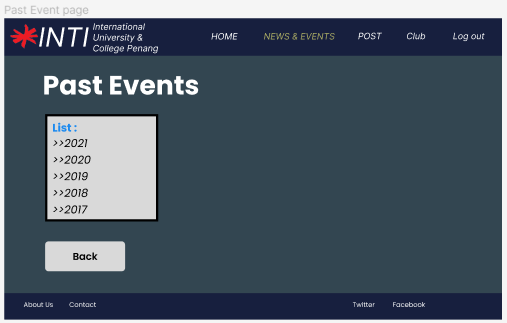 Past Event page
INTI
International
University &
College Penang
HOME
NEWS & EVENTS
POST
Club
Log out
Past Events
List :
>>2021
>>2020
>>2019
>>2018
>>2017
Back
About Us
Contact
Twitter
Facebook